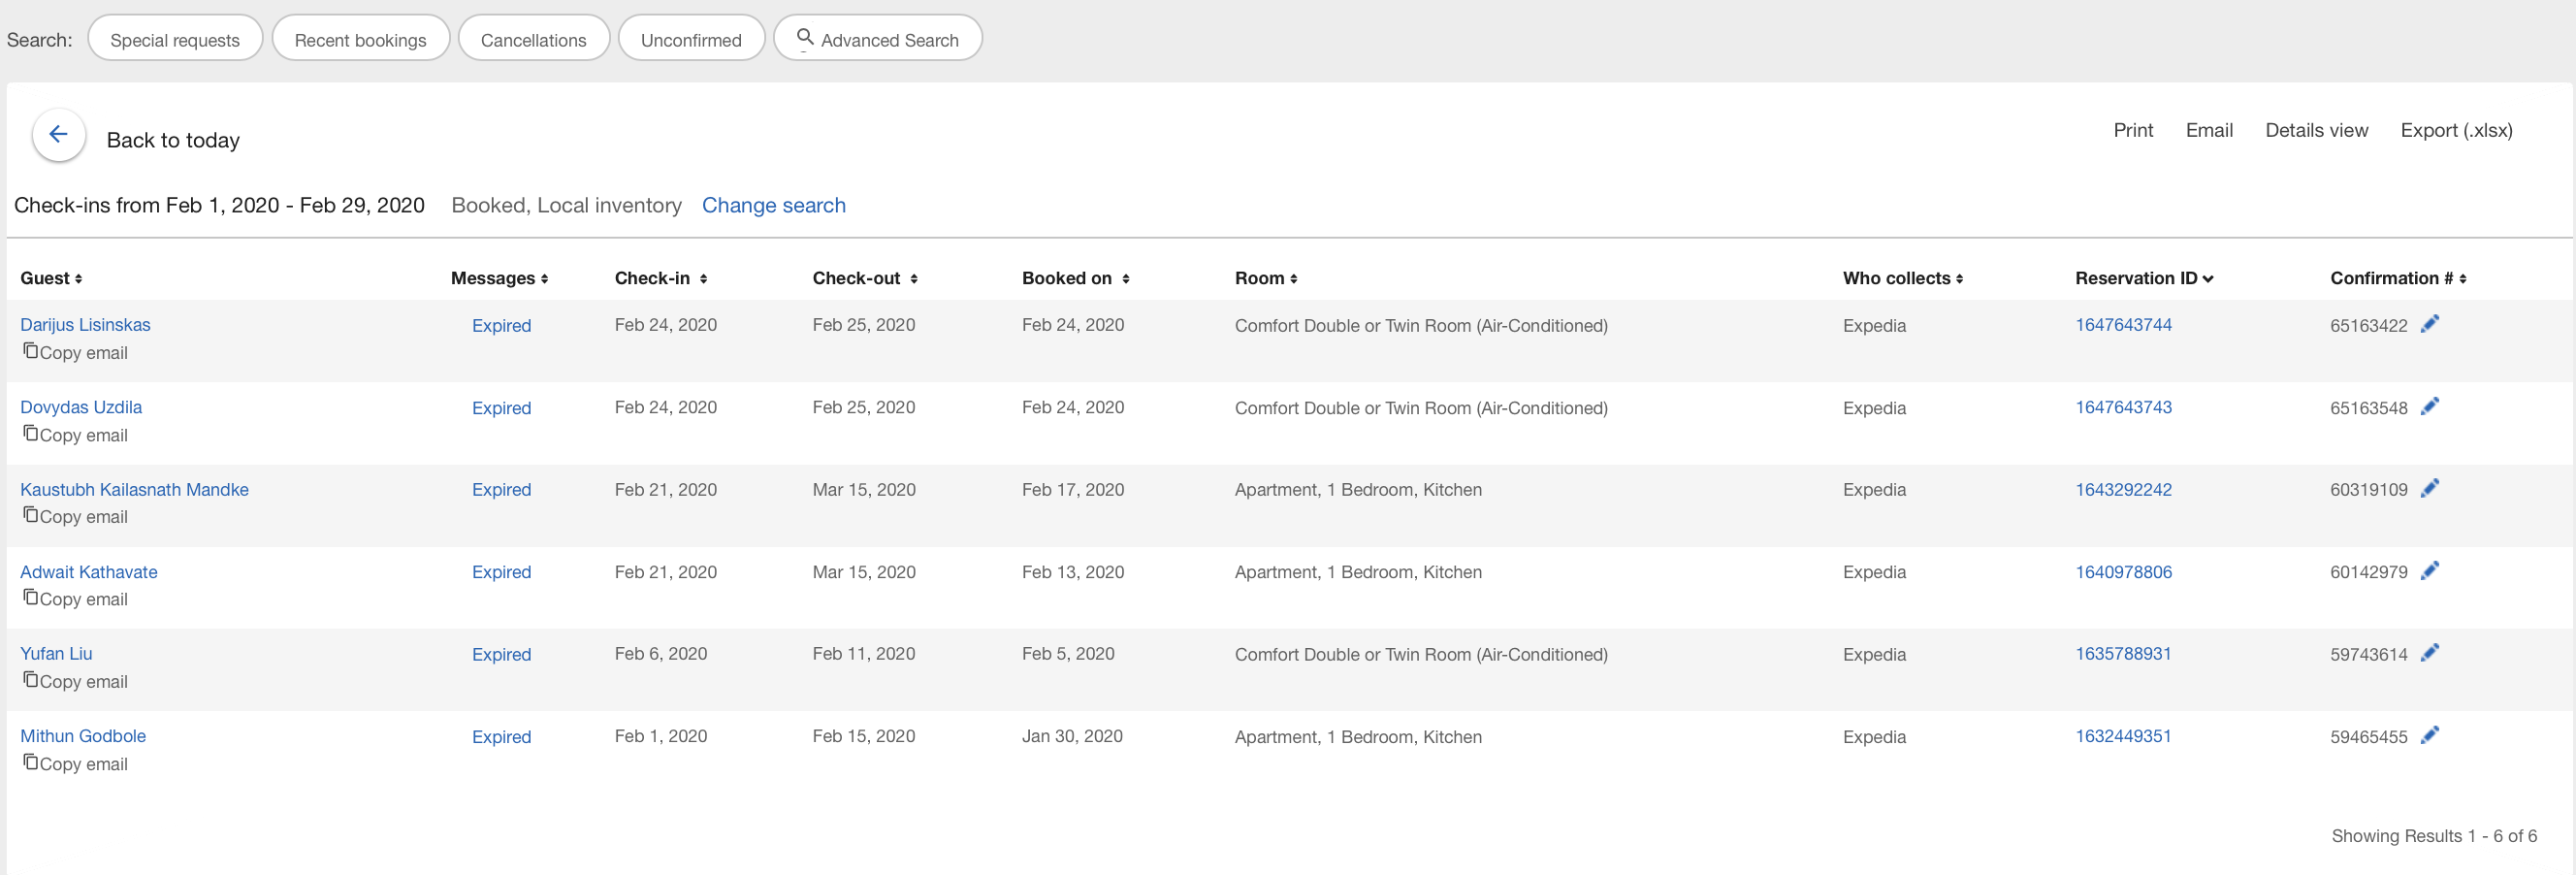 Search: Special requests Recent bookings Cancellations Unconfirmed Advanced Search
Back to today Print Email Details view Export (.xlsx)
Check-ins from Feb 1, 2020 - Feb 29, 2020 Booked, Local inventory Change search
Guest Messages Check-in Check-out Booked on Room Who collects Reservation ID Confirmation #
Darijus Lisinskas Expired Feb 24, 2020 Feb 25, 2020 Feb 24, 2020 Comfort Double or Twin Room (Air-Conditioned) Expedia 1647643744 65163422
Copy email
Dovydas Uzdila Expired Feb 24, 2020 Feb 25, 2020 Feb 24, 2020 Comfort Double or Twin Room (Air-Conditioned) Expedia 1647643743 65163548
Copy email
Kaustubh Kailasnath Mandke Expired Feb 21, 2020 Mar 15, 2020 Feb 17, 2020 Apartment, 1 Bedroom, Kitchen Expedia 1643292242 60319109
Copy email
Adwait Kathavate Expired Feb 21, 2020 Mar 15, 2020 Feb 13, 2020 Apartment, 1 Bedroom, Kitchen Expedia 1640978806 60142979
Copy email
Yufan Liu Expired Feb 6, 2020 Feb 11, 2020 Feb 5, 2020 Comfort Double or Twin Room (Air-Conditioned) Expedia 1635788931 59743614
Copy email
Mithun Godbole Expired Feb 1, 2020 Feb 15, 2020 Jan 30, 2020 Apartment, 1 Bedroom, Kitchen Expedia 1632449351 59465455
Copy email
Showing Results 1 - 6 of 6